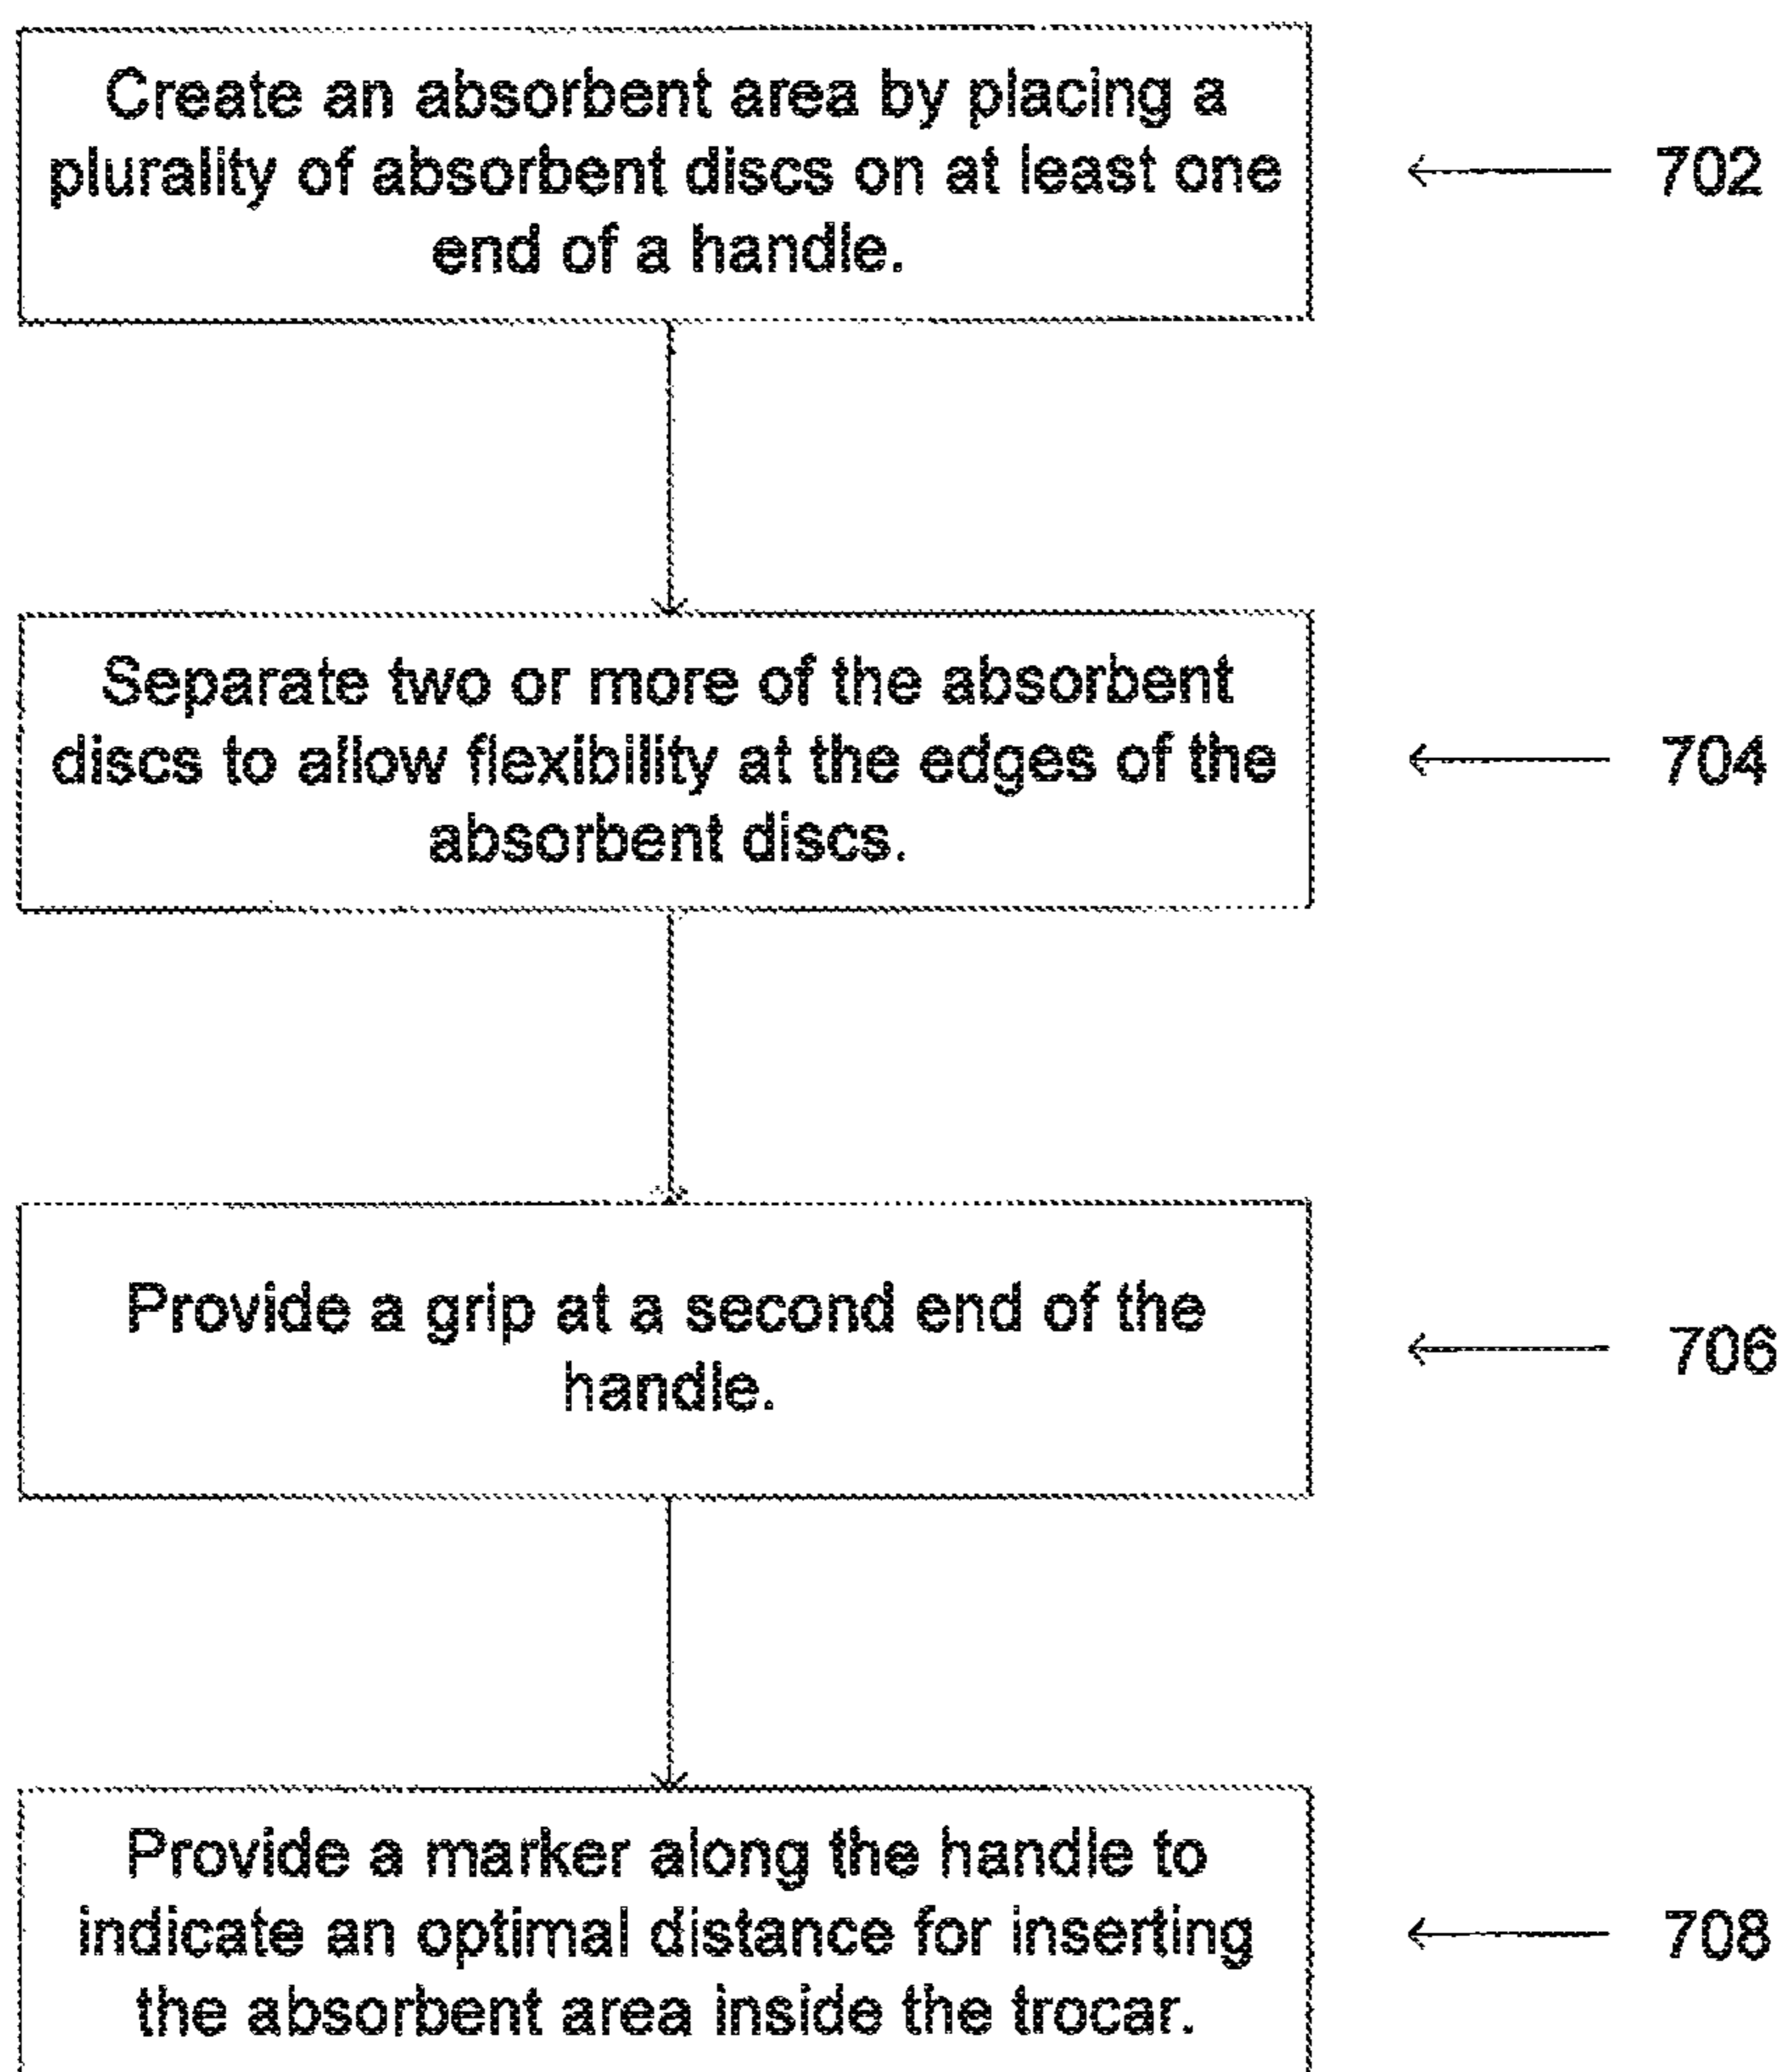 Create an absorbent area by placing a
plurality of absorbent discs on at least one
end of a handle.
702
Separate two or more of the absorbent
discs to allow flexibility at the edges of the
absorbent discs.
704
Provide a grip at a second end of the
handle.
706
Provide a marker along the handle to
indicate an optimal distance for inserting
the absorbent area inside the trocar.
708